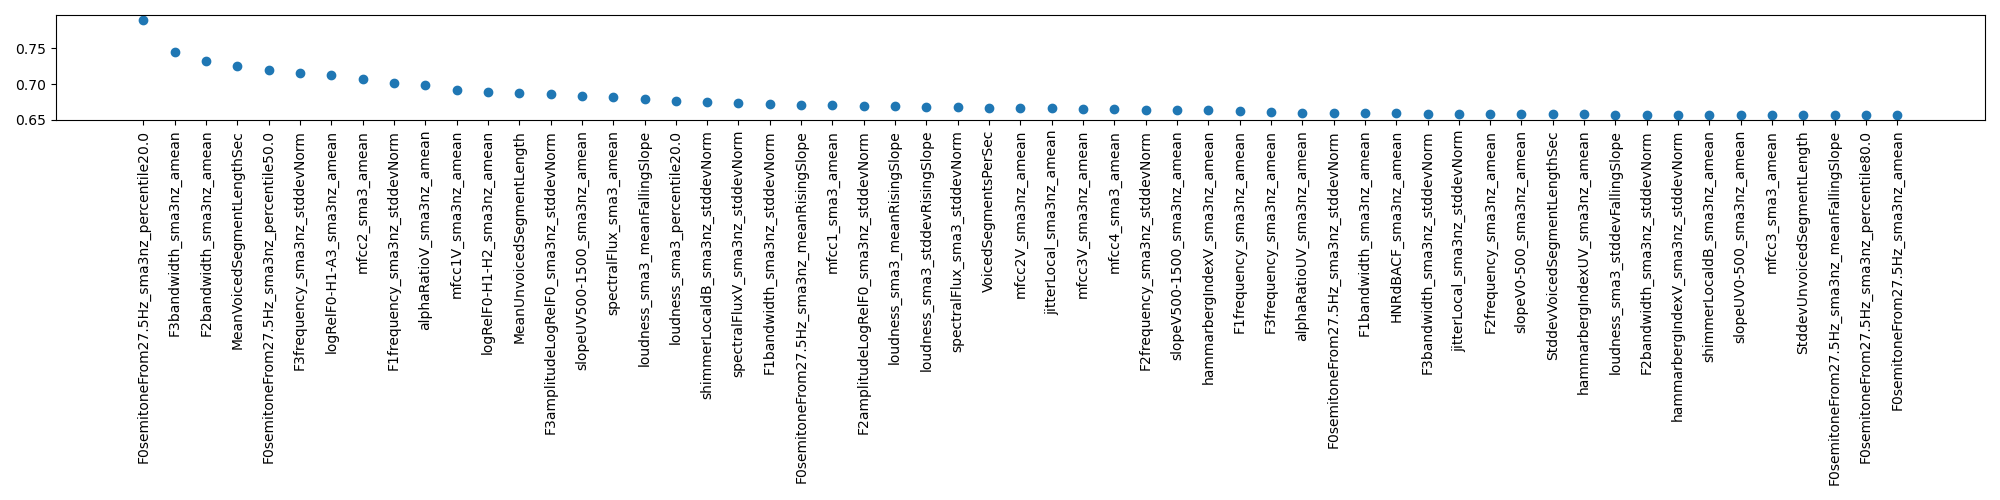 0.75
0.70
0.65
F0semitoneFrom27.5Hz_sma3nz_percentile20.0
F3bandwidth_sma3nz_amean
F2bandwidth_sma3nz_amean
MeanVoicedSegmentLengthSec
F0semitoneFrom27.5Hz_sma3nz_percentile50.0
F3frequency_sma3nz_stddevNorm
logRelF0-H1-A3_sma3nz_amean
mfcc2_sma3_amean
F1frequency_sma3nz_stddevNorm
alphaRatioV_sma3nz_amean
mfcc1V_sma3nz_amean
logRelF0-H1-H2_sma3nz_amean
MeanUnvoicedSegmentLength
F3amplitudeLogRelF0_sma3nz_stddevNorm
slopeUV500-1500_sma3nz_amean
spectralFlux_sma3_amean
loudness_sma3_meanFallingSlope
loudness_sma3_percentile20.0
shimmerLocaldB_sma3nz_stddevNorm
spectralFluxV_sma3nz_stddevNorm
F1bandwidth_sma3nz_stddevNorm
F0semitoneFrom27.5Hz_sma3nz_meanRisingSlope
mfcc1_sma3_amean
F2amplitudeLogRelF0_sma3nz_stddevNorm
loudness_sma3_meanRisingSlope
loudness_sma3_stddevRisingSlope
spectralFlux_sma3_stddevNorm
VoicedSegmentsPerSec
mfcc2V_sma3nz_amean
jitterLocal_sma3nz_amean
mfcc3V_sma3nz_amean
mfcc4_sma3_amean
F2frequency_sma3nz_stddevNorm
slopeV500-1500_sma3nz_amean
hammarbergIndexV_sma3nz_amean
F1frequency_sma3nz_amean
F3frequency_sma3nz_amean
alphaRatioUV_sma3nz_amean
F0semitoneFrom27.5Hz_sma3nz_stddevNorm
F1bandwidth_sma3nz_amean
HNRdBACF_sma3nz_amean
F3bandwidth_sma3nz_stddevNorm
jitterLocal_sma3nz_stddevNorm
F2frequency_sma3nz_amean
slopeV0-500_sma3nz_amean
StddevVoicedSegmentLengthSec
hammarbergIndexUV_sma3nz_amean
loudness_sma3_stddevFallingSlope
F2bandwidth_sma3nz_stddevNorm
hammarbergIndexV_sma3nz_stddevNorm
shimmerLocaldB_sma3nz_amean
slopeUV0-500_sma3nz_amean
mfcc3_sma3_amean
StddevUnvoicedSegmentLength
F0semitoneFrom27.5Hz_sma3nz_meanFallingSlope
F0semitoneFrom27.5Hz_sma3nz_percentile80.0
F0semitoneFrom27.5Hz_sma3nz_amean